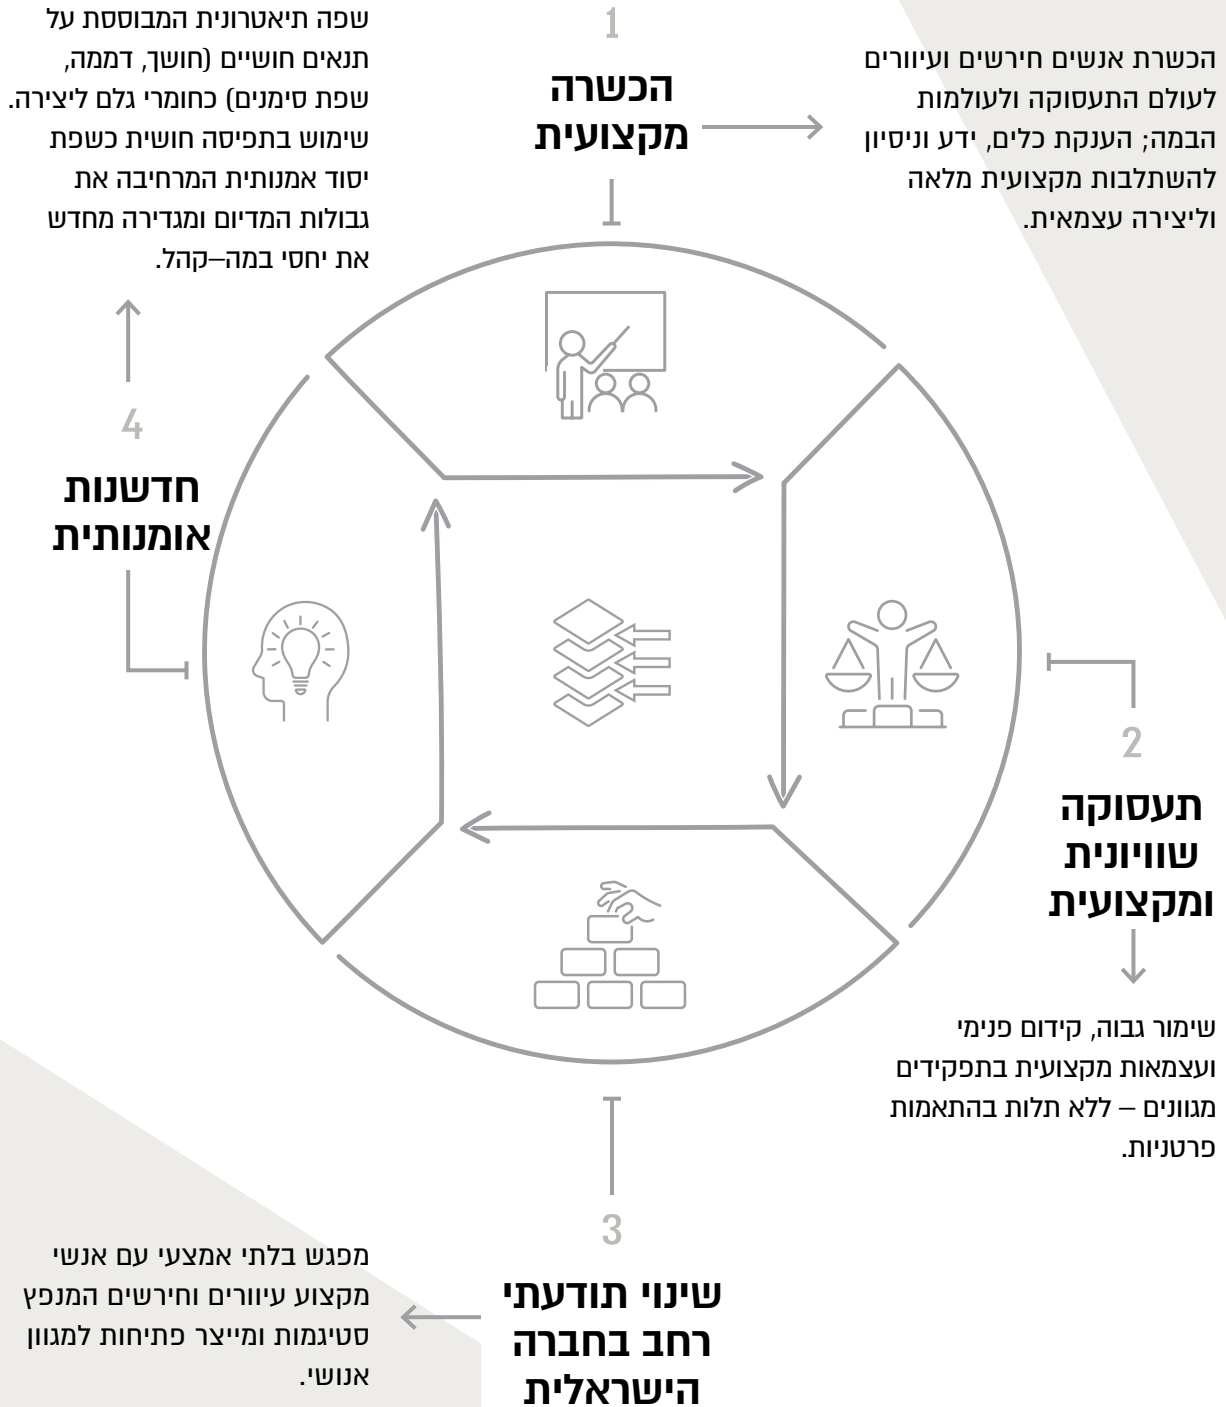 1
הכשרה
מקצועית
הכשרת אנשים חירשים ועיוורים
לעולם התעסוקה ולעולמות
הבמה; הענקת כלים, ידע וניסיון
להשתלבות מקצועית מלאה
וליצירה עצמאית.
2
תעסוקה
שוויונית
ומקצועית
שימור גבוה, קידום פנימי
ועצמאות מקצועית בתפקידים
מגוונים – ללא תלות בהתאמות
פרטניות.
3
שינוי תודעתי
רחב בחברה
הישראלית
מפגש בלתי אמצעי עם אנשי
מקצוע עיוורים וחירשים המנפץ
סטיגמות ומייצר פתיחות למגוון
אנושי.
4
חדשנות
אומנותית
שפה תיאטרונית המבוססת על
תנאים חושיים (חושך, דממה,
שפת סימנים) כחומרי גלם ליצירה.
שימוש בתפיסה חושית כשפת
יסוד אמנותית המרחיבה את
גבולות המדיום ומגדירה מחדש
את יחסי במה–קהל.